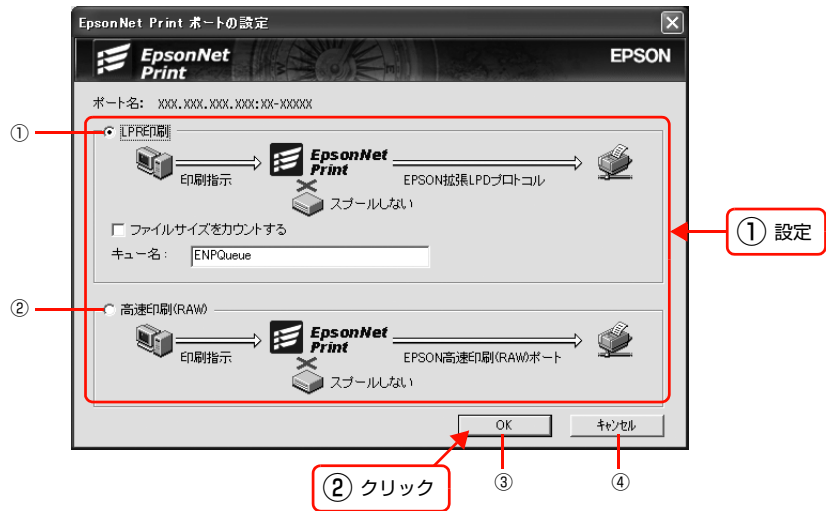 EpsonNet Print ポートの設定
EpsonNet
Print
EPSON
ポート名: XXX.XXX.XXX.XXX:XX-XXXXX
①
LPR印刷
印刷指示
EpsonNet
Print
EPSON拡張LPDプロトコル
スプールしない
ファイルサイズをカウントする
キュー名:
ENPQueue
① 設定
②
高速印刷(RAW)
印刷指示
EpsonNet
Print
EPSON高速印刷(RAW)ポート
スプールしない
OK
キャンセル
② クリック
③
④